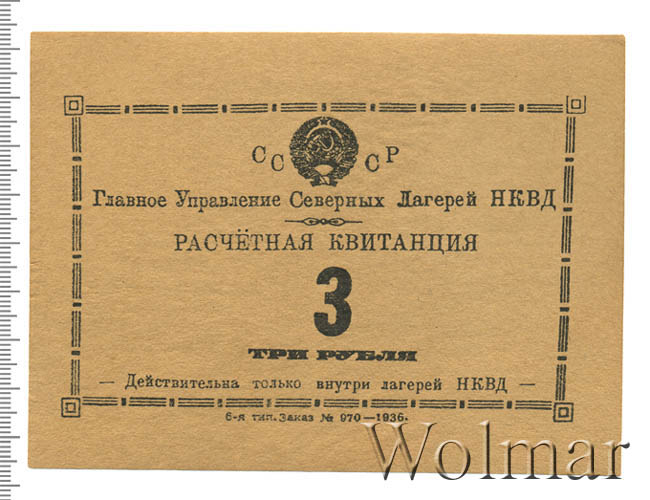 СССР
Главное Управление Северных Лагерей НКВД
РАСЧЁТНАЯ КВИТАНЦИЯ
3
ТРИ РУБЛЯ
— Действительна только внутри лагерей НКВД —
6-я тип. Заказ № 970—1936.
Wolmar